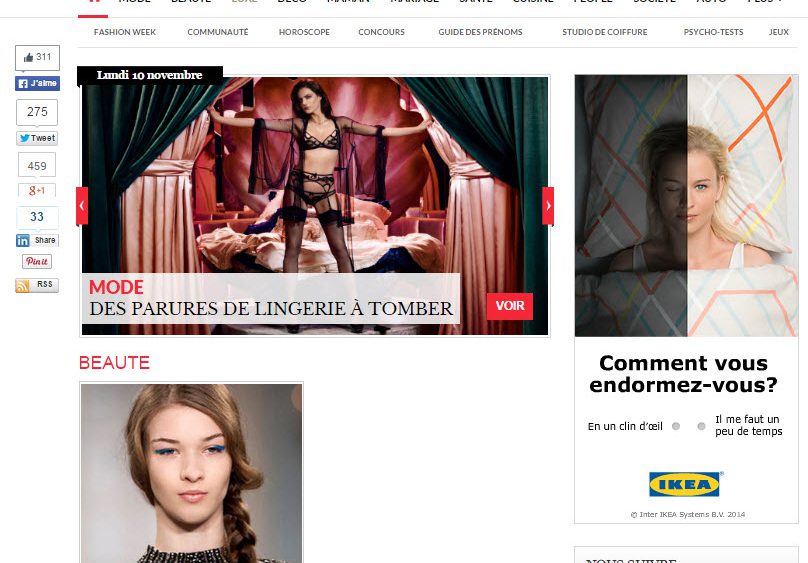 MODE BEAUTÉ LUXE DÉCO MAMAN MARIAGE SANTÉ CUISINE PEOPLE SOCIÉTÉ AUTO PLUS
FASHION WEEK COMMUNAUTÉ HOROSCOPE CONCOURS GUIDE DES PRÉNOMS STUDIO DE COIFFURE PSYCHO-TESTS JEUX
311
J'aime
275
Tweet
459
g+1
33
in Share
Pin it
RSS
Lundi 10 novembre
MODE
DES PARURES DE LINGERIE À TOMBER
VOIR
BEAUTE
Comment vous
endormez-vous?
En un clin d'œil
Il me faut un
peu de temps
IKEA
© Inter IKEA Systems B.V. 2014
NOUS SUIVRE